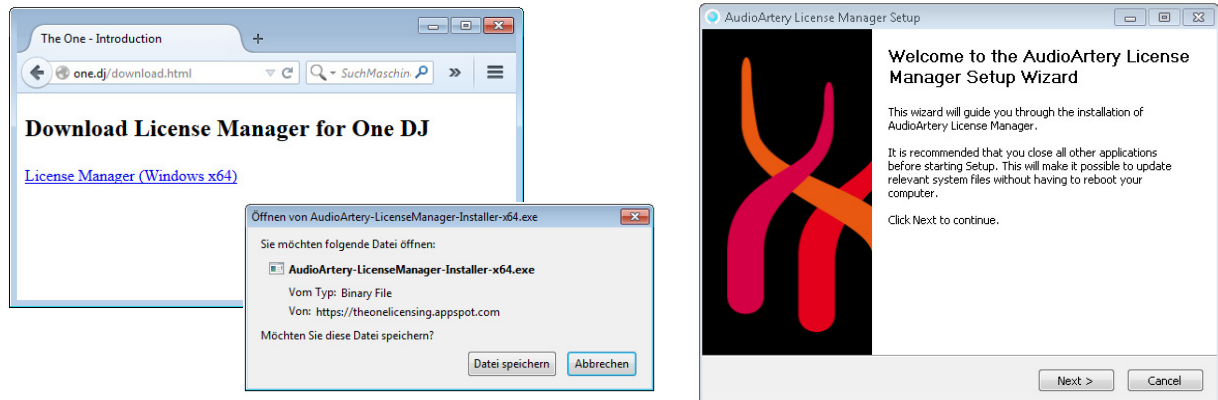 The One - Introduction
one.dj/download.html
SuchMaschin
Download License Manager for One DJ
License Manager (Windows x64)
Öffnen von AudioArtery-LicenseManager-Installer-x64.exe
Sie möchten folgende Datei öffnen:
AudioArtery-LicenseManager-Installer-x64.exe
Vom Typ: Binary File
Von: https://theonelicensing.appspot.com
Möchten Sie diese Datei speichern?
Datei speichern
Abbrechen
AudioArtery License Manager Setup
Welcome to the AudioArtery License
Manager Setup Wizard
This wizard will guide you through the installation of
AudioArtery License Manager.
It is recommended that you close all other applications
before starting Setup. This will make it possible to update
relevant system files without having to reboot your
computer.
Click Next to continue.
Next >
Cancel